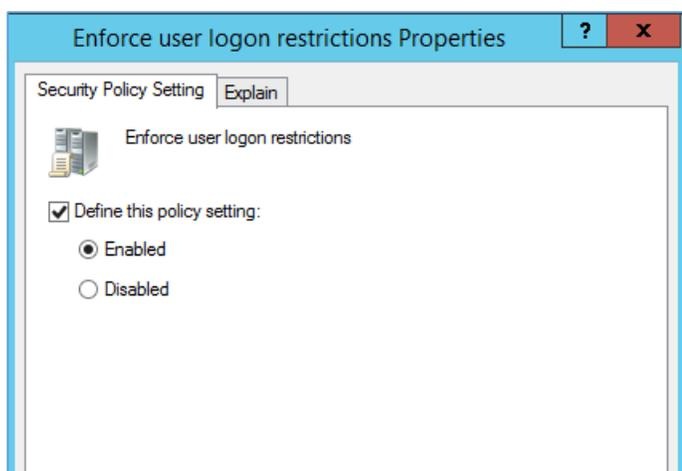 Enforce user logon restrictions Properties
? x
Security Policy Setting Explain
Enforce user logon restrictions
Define this policy setting:
Enabled
Disabled